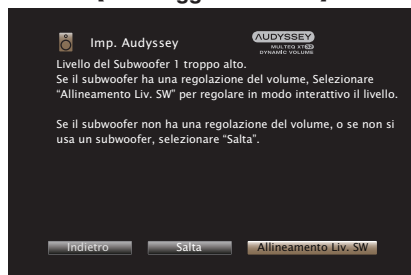 Imp. Audyssey
AUDYSSEY
MULTEQ XT32
DYNAMIC VOLUME
Livello del Subwoofer 1 troppo alto.
Se il subwoofer ha una regolazione del volume, Selezionare
“Allineamento Liv. SW” per regolare in modo interattivo il livello.
Se il subwoofer non ha una regolazione del volume, o se non si
usa un subwoofer, selezionare “Salta”.
Indietro
Salta
Allineamento Liv. SW